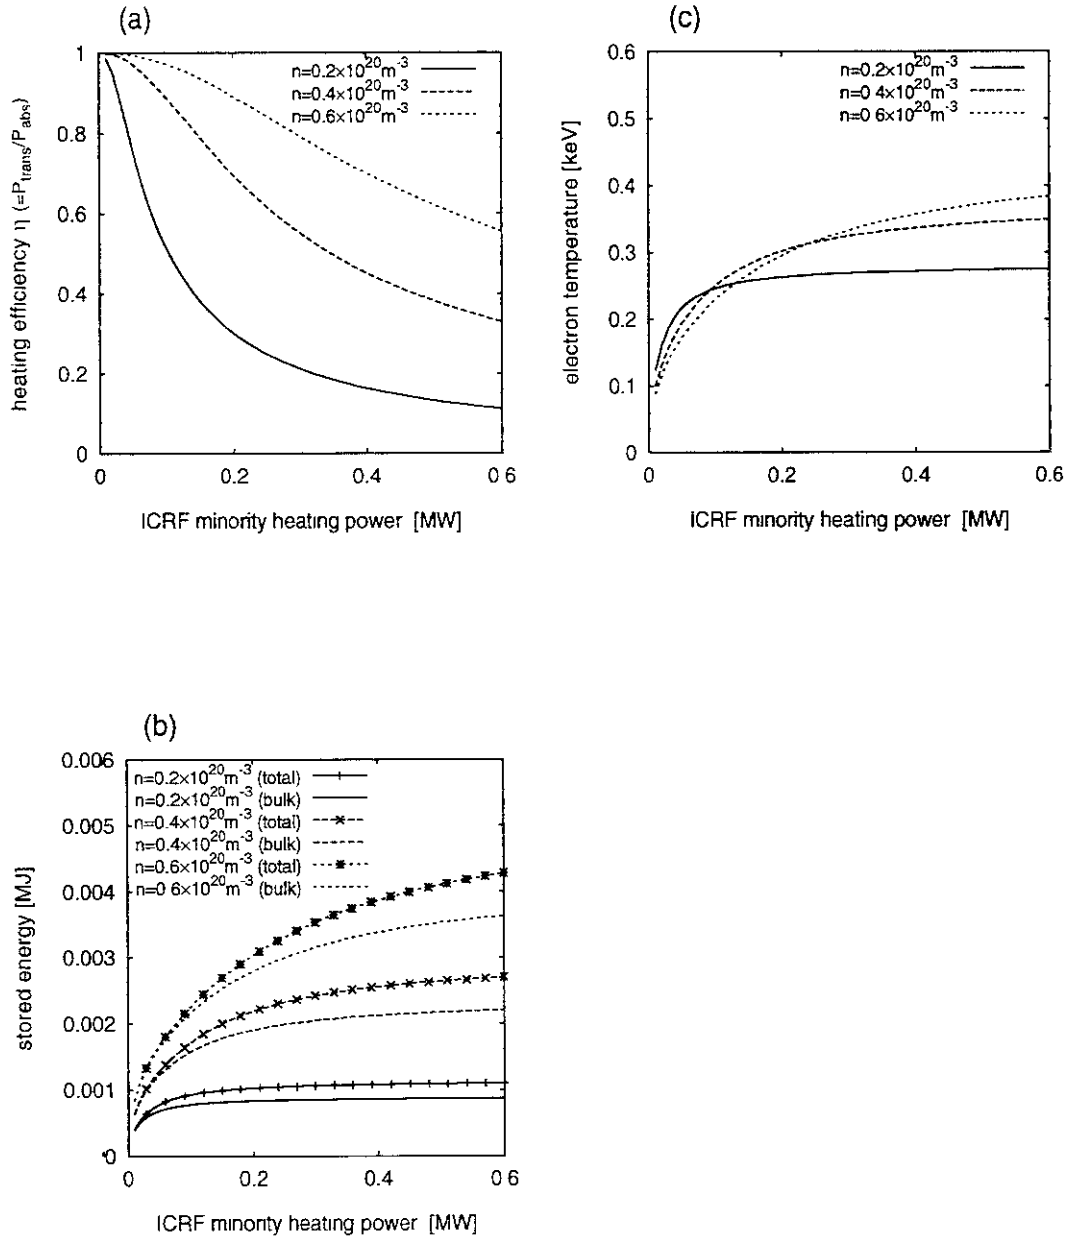 (a)
1
0.8
0.6
0.4
0.2
0
0
0.2
0.4
0 6
n=0.2×10^20m^-3
n=0.4×10^20m^-3
n=0.6×10^20m^-3
heating efficiency η (=P_trans/P_abs)
ICRF minority heating power [MW]
(c)
0.6
0.5
0.4
0.3
0.2
0.1
0
0
0.2
0.4
0.6
n=0.2×10^20m^-3
n=0 4×10^20m^-3
n=0 6×10^20m^-3
electron temperature [keV]
ICRF minority heating power [MW]
(b)
0.006
0.005
0.004
0.003
0.002
0.001
0
0
0.2
0.4
0 6
n=0.2×10^20m^-3 (total)
n=0.2×10^20m^-3 (bulk)
n=0.4×10^20m^-3 (total)
n=0.4×10^20m^-3 (bulk)
n=0.6×10^20m^-3 (total)
n=0 6×10^20m^-3 (bulk)
stored energy [MJ]
ICRF minority heating power [MW]